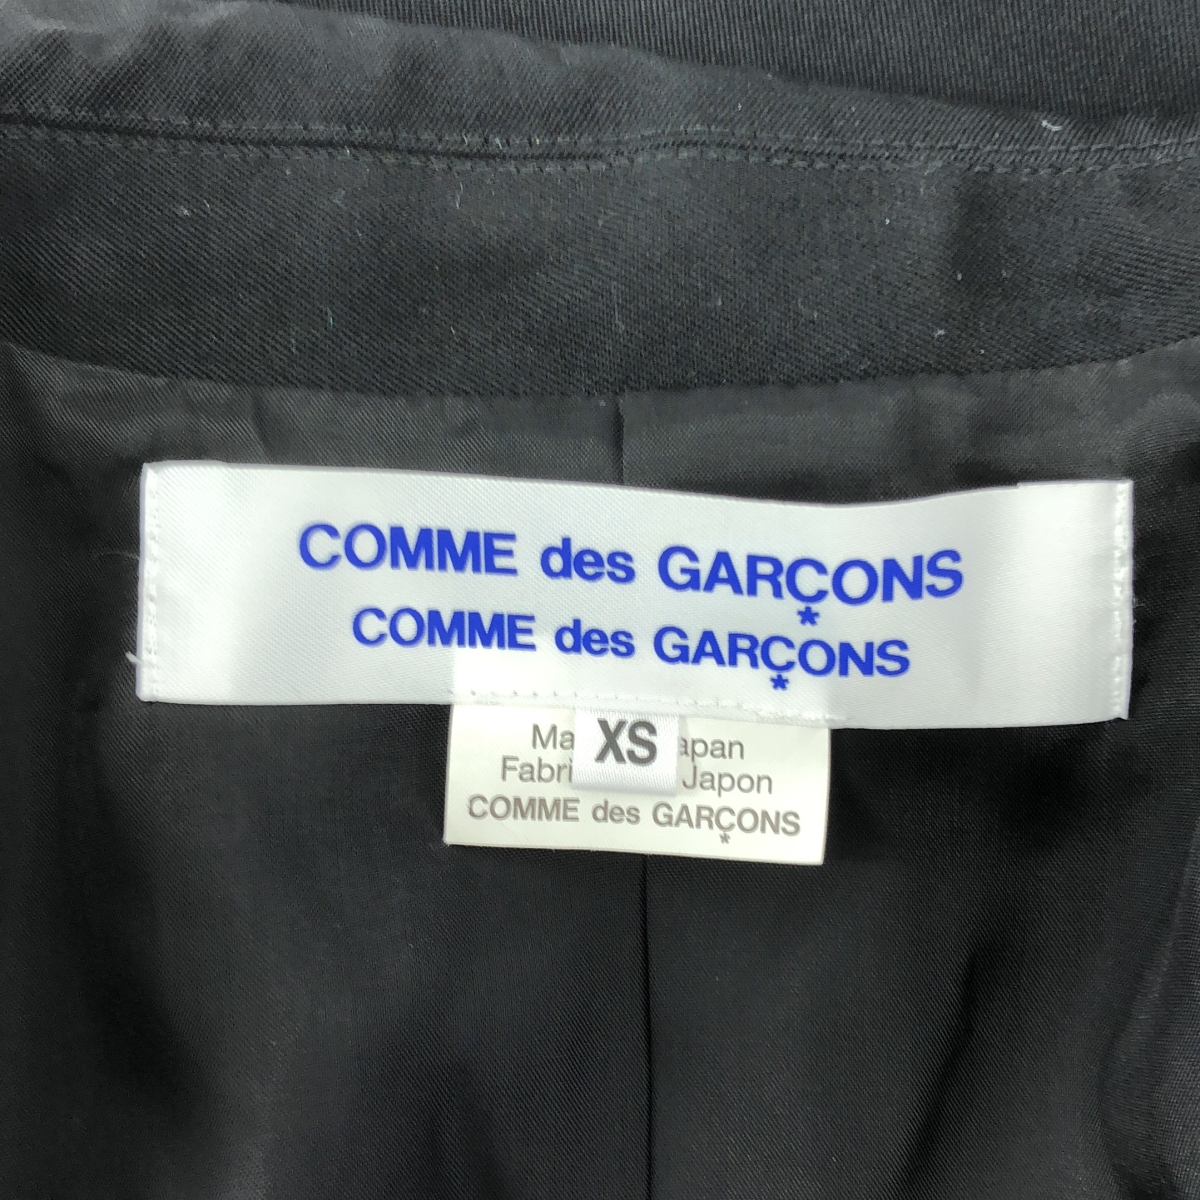 COMME des GARÇONS
COMME des GARÇONS
XS
Ma apan
Fabri Japon
COMME des GARÇONS